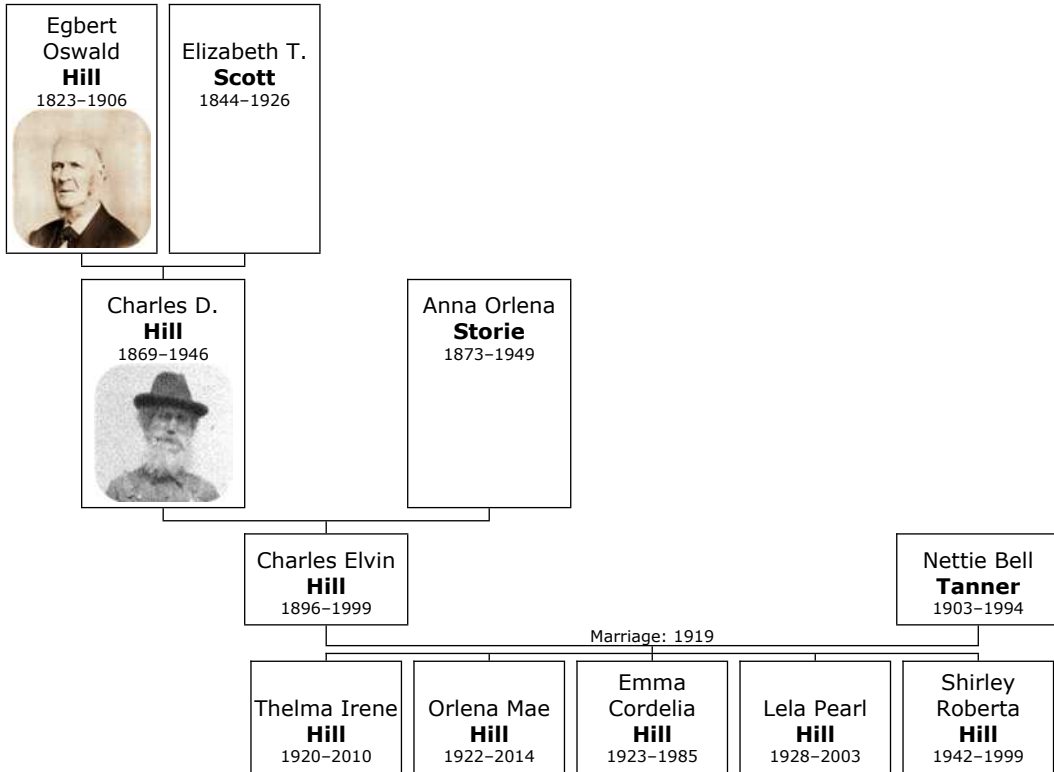 Egbert
Oswald
Hill
1823–1906
Elizabeth T.
Scott
1844–1926
Charles D.
Hill
1869–1946
Anna Orlena
Storie
1873–1949
Charles Elvin
Hill
1896–1999
Nettie Bell
Tanner
1903–1994
Marriage: 1919
Thelma Irene
Hill
1920–2010
Orlena Mae
Hill
1922–2014
Emma
Cordelia
Hill
1923–1985
Lela Pearl
Hill
1928–2003
Shirley
Roberta
Hill
1942–1999